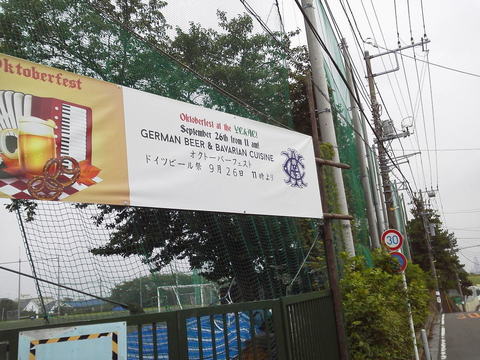 Oktoberfest
Oktoberfest at the YC&AC!
September 26th from 11 am!
GERMAN BEER & BAVARIAN CUISINE
オクトーバーフェスト
ドイツビール祭 9月26日 11時より
30